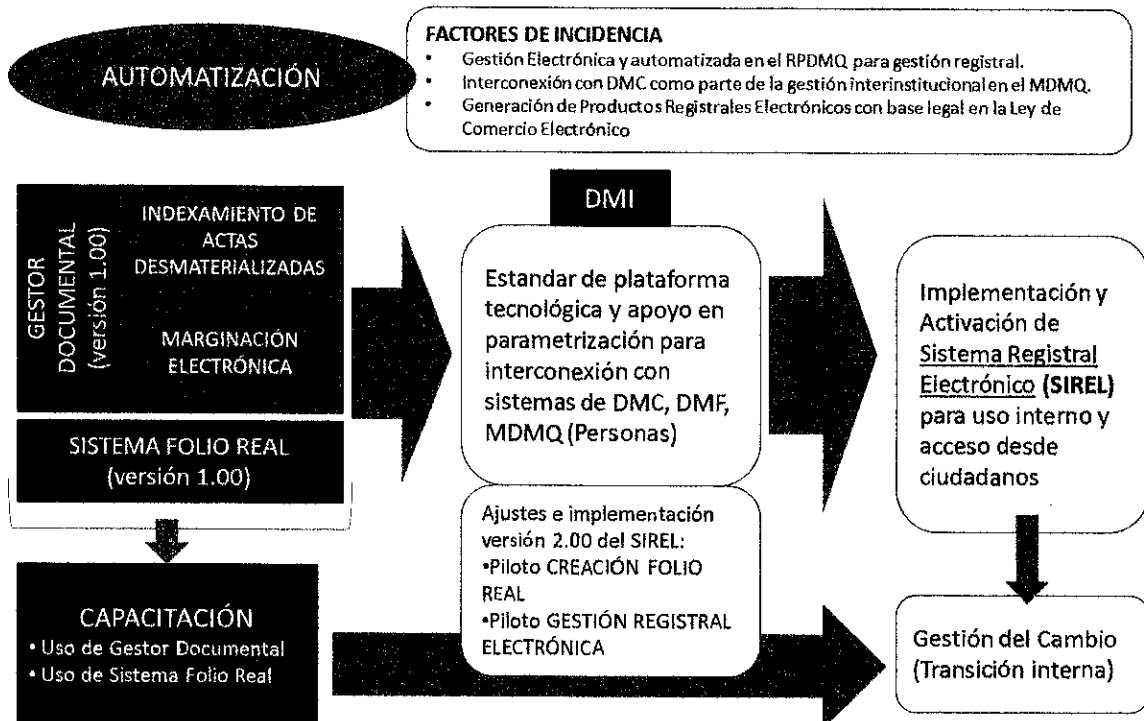 AUTOMATIZACIÓN
FACTORES DE INCIDENCIA
• Gestión Electrónica y automatizada en el RPDMQ para gestión registral.
• Interconexión con DMC como parte de la gestión interinstitucional en el MDMQ.
• Generación de Productos Registrales Electrónicos con base legal en la Ley de
Comercio Electrónico
GESTOR
DOCUMENTAL
(versión 1.00)
INDEXAMIENTO DE
ACTAS
DESMATERIALIZADAS
MARGINACIÓN
ELECTRÓNICA
SISTEMA FOLIO REAL
(versión 1.00)
CAPACITACIÓN
• Uso de Gestor Documental
• Uso de Sistema Folio Real
DMI
Estandar de plataforma
tecnológica y apoyo en
parametrización para
interconexión con
sistemas de DMC, DMF,
MDMQ (Personas)
Ajustes e implementación
versión 2.00 del SIREL:
•Piloto CREACIÓN FOLIO
REAL
•Piloto GESTIÓN REGISTRAL
ELECTRÓNICA
Implementación y
Activación de
Sistema Registral
Electrónico (SIREL)
para uso interno y
acceso desde
ciudadanos
Gestión del Cambio
(Transición interna)